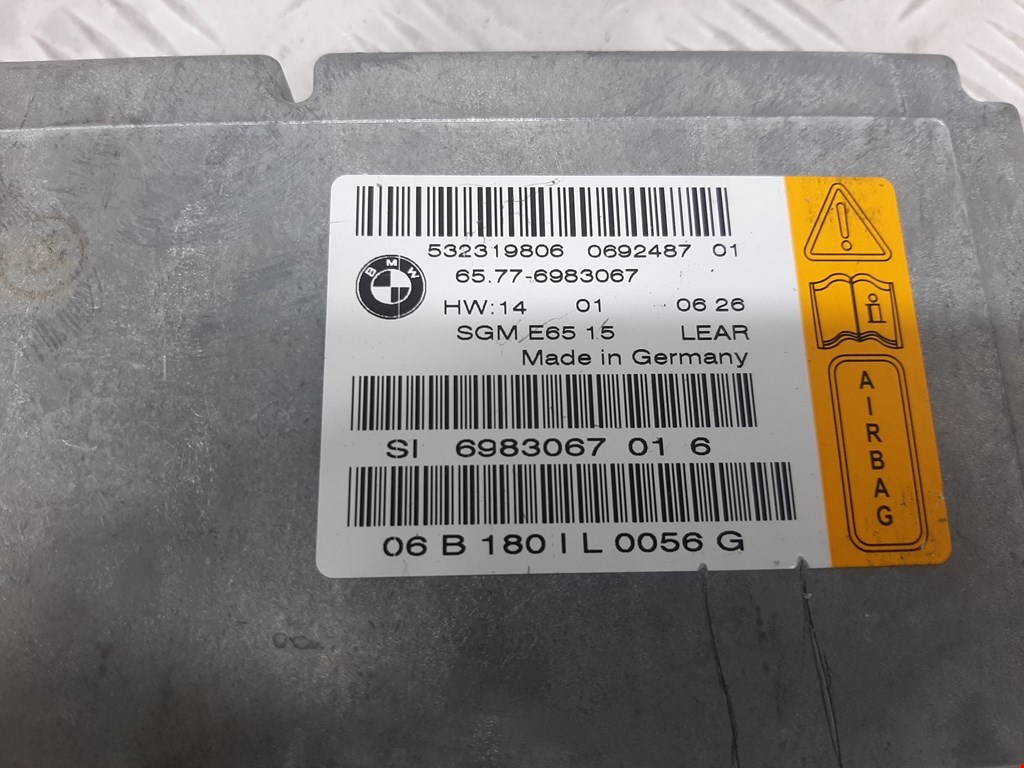 532319806 0692487 01
BMW
65.77-6983067
HW:14 01 06 26
SGM E65 15 LEAR
Made in Germany
SI 6983067 01 6
06 B 180 I L 0056 G
i
AIRBAG